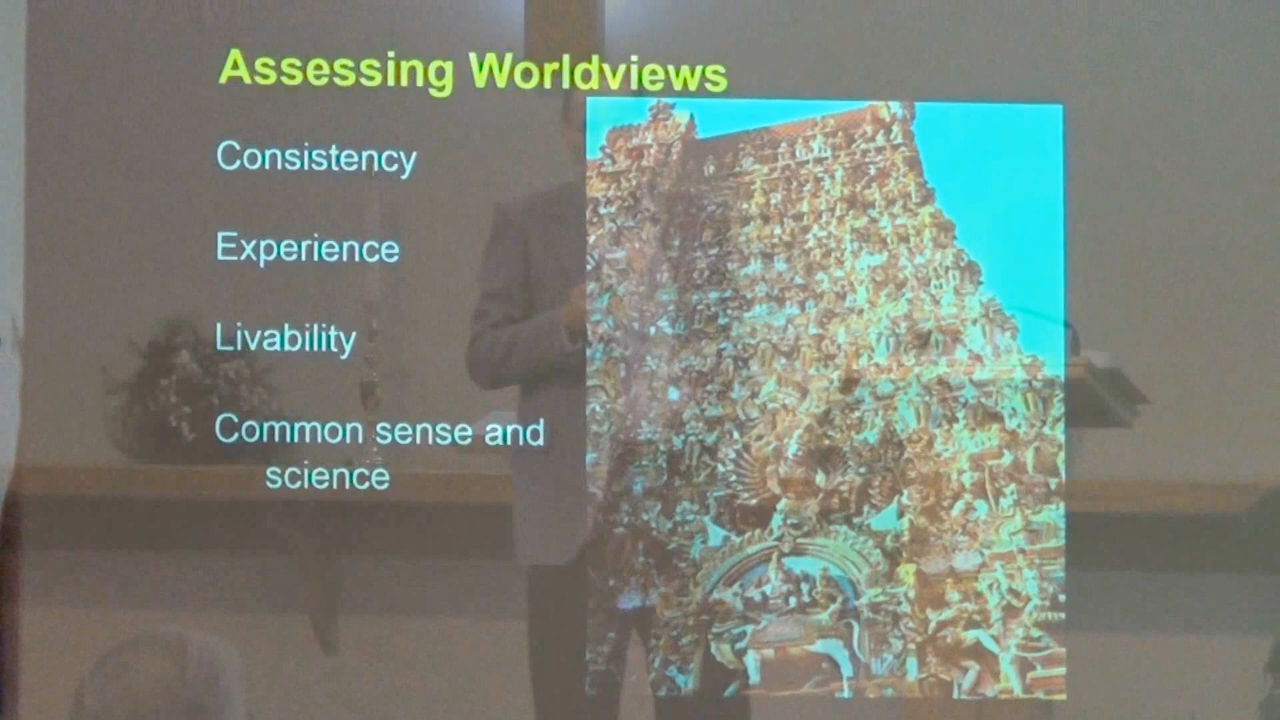 Assessing Worldviews
Consistency
Experience
Livability
Common sense and
science